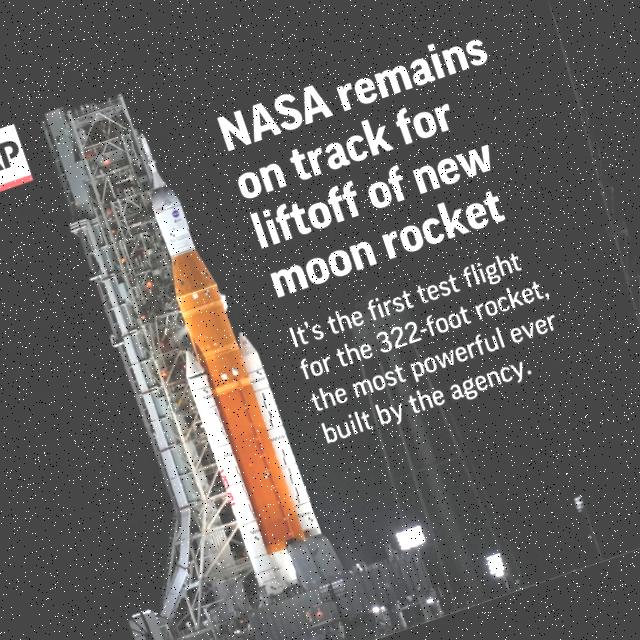 AP
NASA remains
on track for
liftoff of new
moon rocket
It's the first test flight
for the 322-foot rocket,
the most powerful ever
built by the agency.